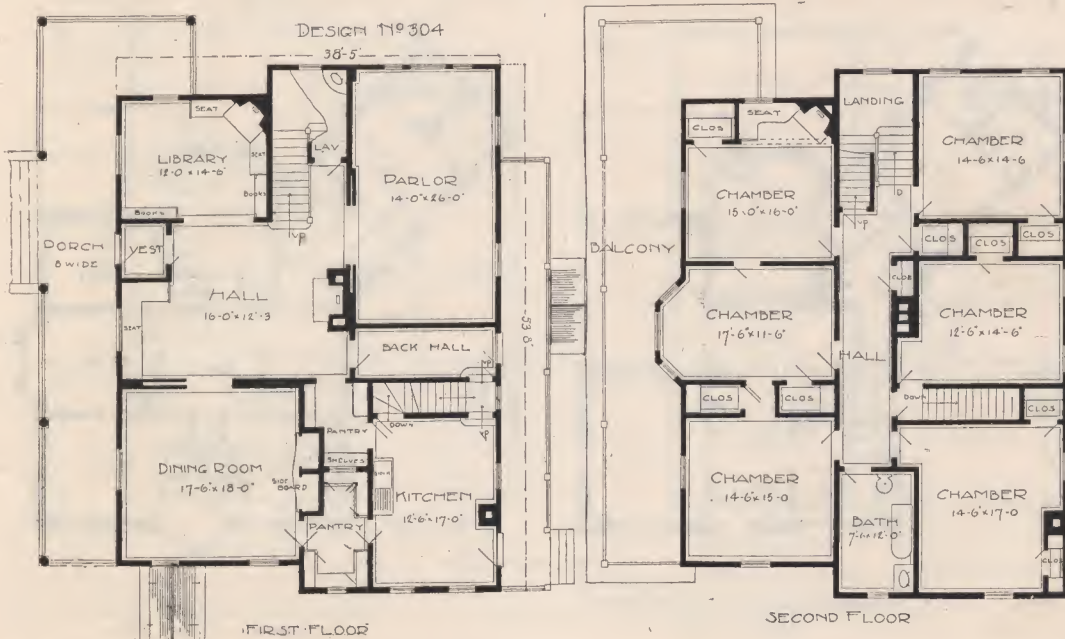 DESIGN Nº 304
38'-5"
SEAT
LIBRARY
12-0 x 14-6"
SEAT
BOOKS
BOOKS
LAV
UP
PARLOR
14-0" x 26-0"
PORCH
8 WIDE
VEST
HALL
16-0" x 12'-3
SEAT
BACK HALL
UP
UP
DOWN
53'8"
PANTRY
SHELVES
DINING ROOM
17-6" x 18-0"
SIDE
BOARD
SINK
KITCHEN
12'-6" x 17-0"
PANTRY
FIRST FLOOR
LANDING
CLOS
SEAT
CHAMBER
14-6 x 14-6
CHAMBER
15'.0" x 16-0"
UP
D
BALCONY
CLOS
CLOS
CLOS
CLOS
CHAMBER
17'-6" x 11-6"
HALL
CHAMBER
12'-6" x 14'-6"
CLOS
CLOS
DOWN
CLOS
CHAMBER
14-6" x 15-0
BATH
CHAMBER
14-6" x 17-0
CLOS
SECOND FLOOR